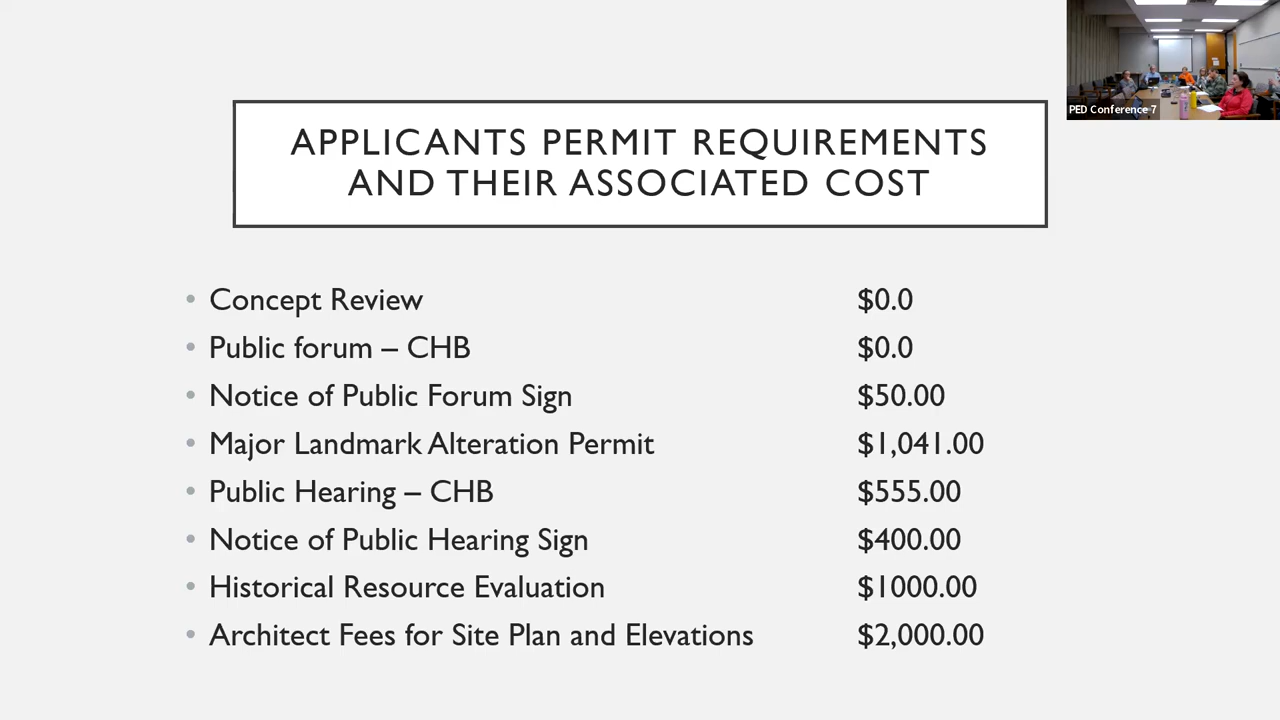 PED Conference 7
APPLICANTS PERMIT REQUIREMENTS
AND THEIR ASSOCIATED COST
• Concept Review $0.0
• Public forum – CHB $0.0
• Notice of Public Forum Sign $50.00
• Major Landmark Alteration Permit $1,041.00
• Public Hearing – CHB $555.00
• Notice of Public Hearing Sign $400.00
• Historical Resource Evaluation $1000.00
• Architect Fees for Site Plan and Elevations $2,000.00